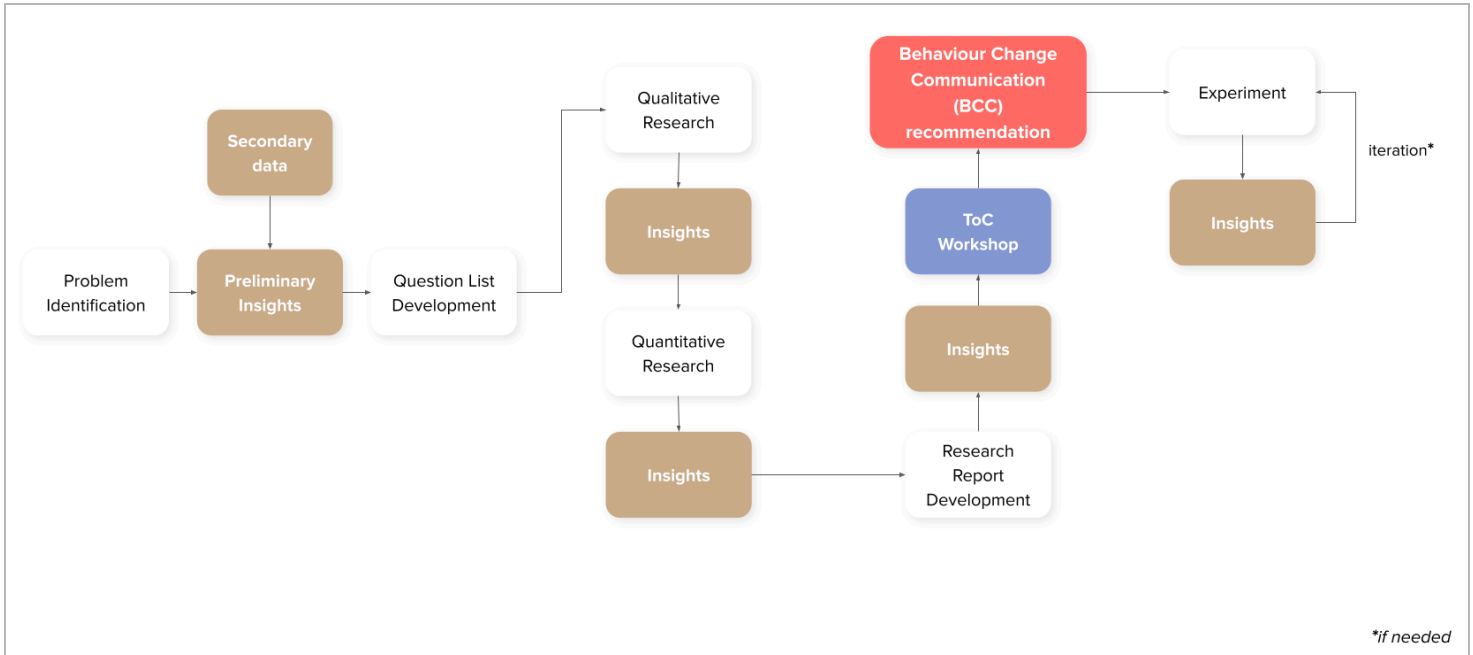 Problem
Identification
Secondary
data
Preliminary
Insights
Question List
Development
Qualitative
Research
Insights
Quantitative
Research
Insights
Research
Report
Development
Insights
ToC
Workshop
Behaviour Change
Communication
(BCC)
recommendation
Experiment
Insights
iteration*
*if needed